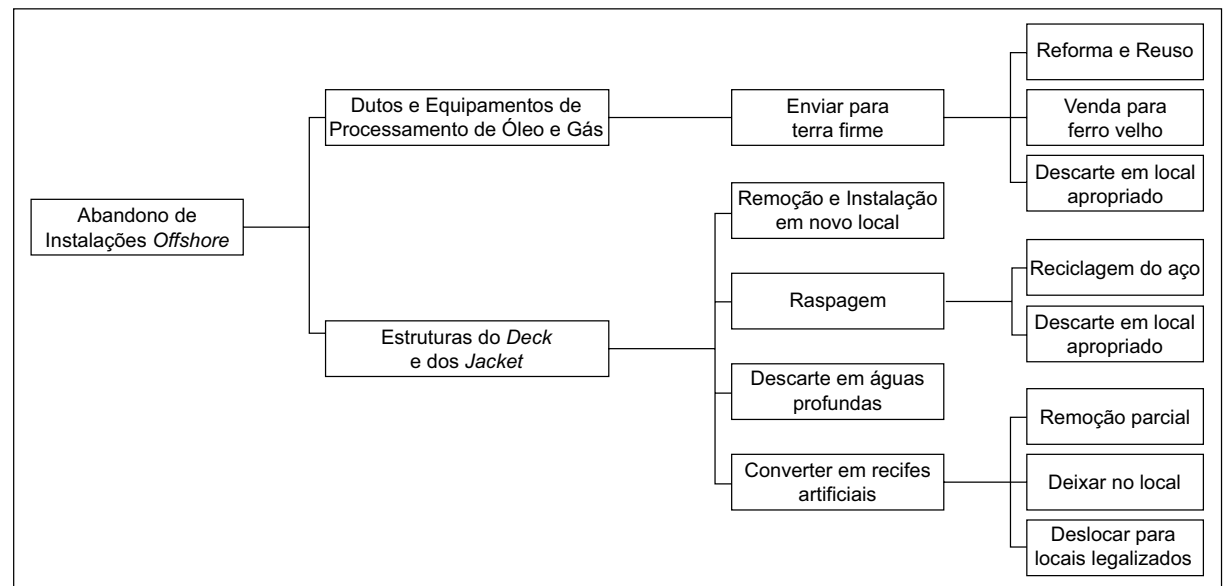 Abandono de
Instalações Offshore
Dutos e Equipamentos de
Processamento de Óleo e Gás
Estruturas do Deck
e dos Jacket
Enviar para
terra firme
Remoção e Instalação
em novo local
Raspagem
Descarte em águas
profundas
Converter em recifes
artificiais
Reforma e Reuso
Venda para
ferro velho
Descarte em local
apropriado
Reciclagem do aço
Descarte em local
apropriado
Remoção parcial
Deixar no local
Deslocar para
locais legalizados